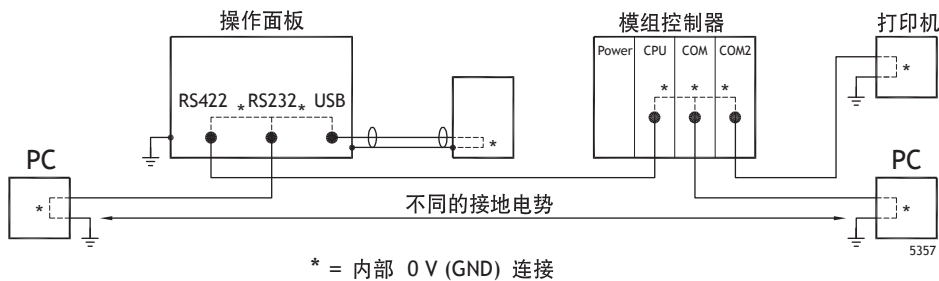 操作面板
模组控制器
打印机
Power CPU COM COM2
*
* * *
RS422 * RS232 * USB
*
PC
PC
*
不同的接地电势
*
5357
* = 内部 0 V (GND) 连接